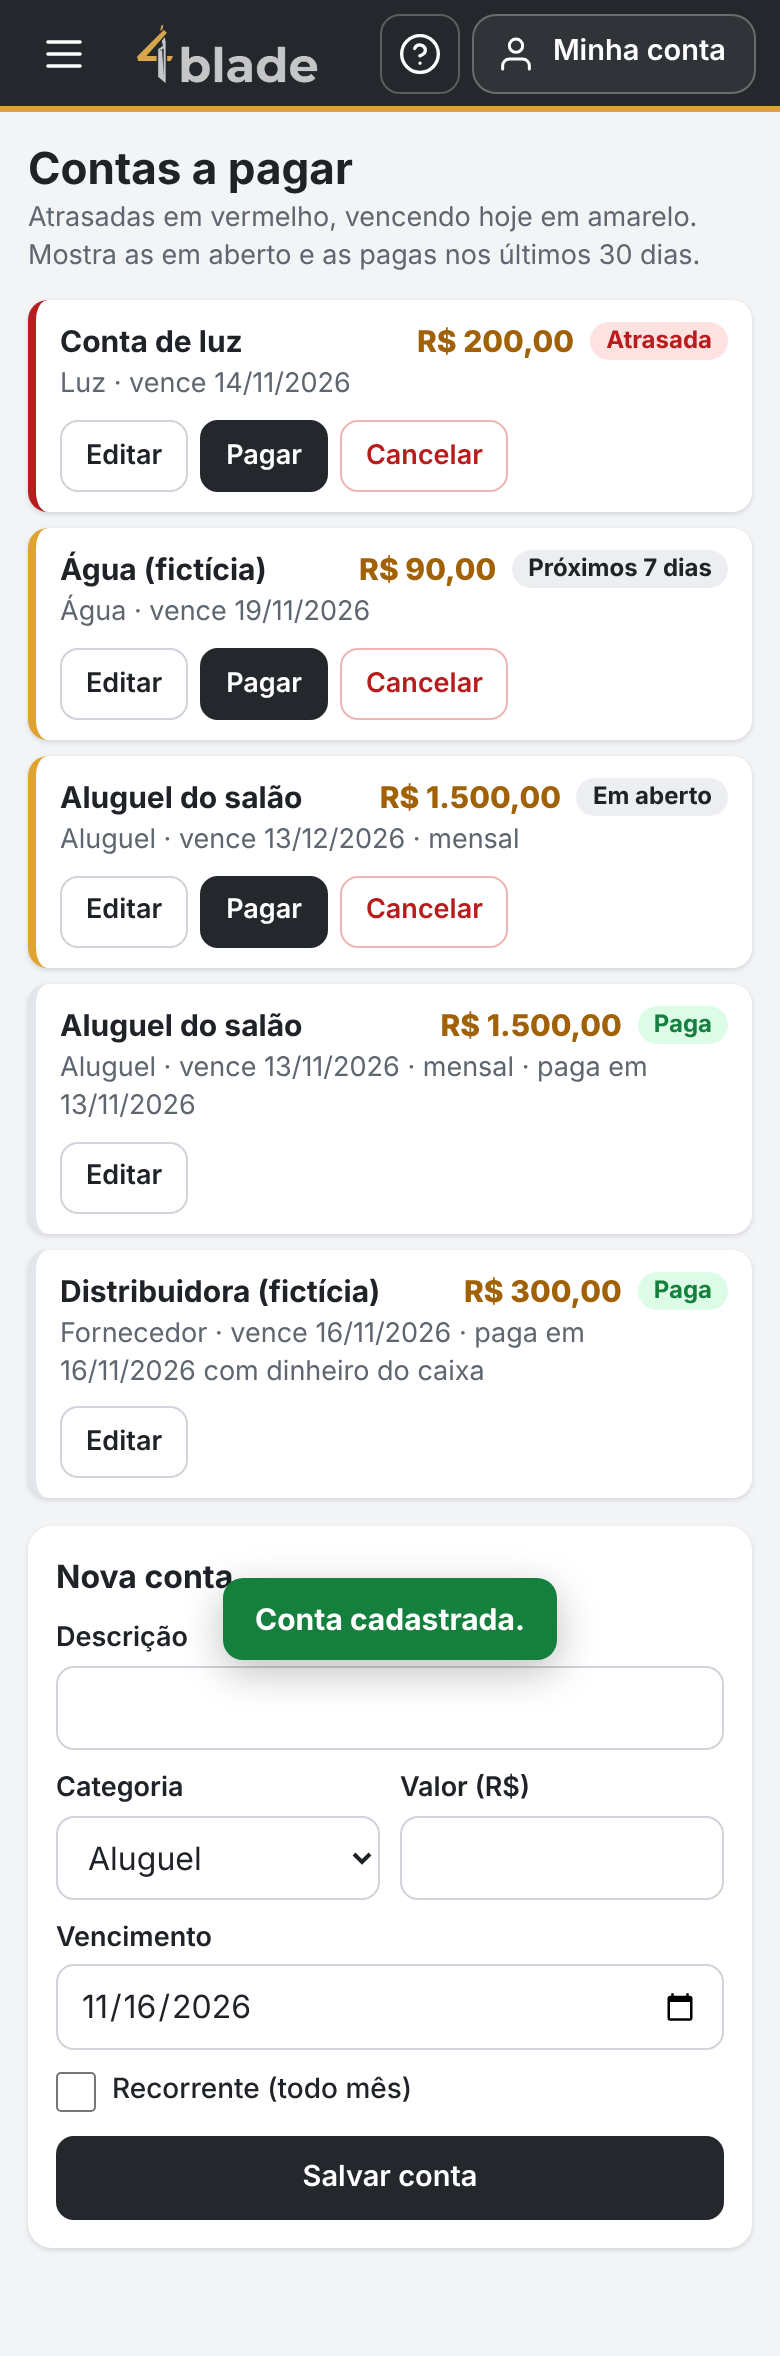 4blade
Minha conta
Contas a pagar
Atrasadas em vermelho, vencendo hoje em amarelo.
Mostra as em aberto e as pagas nos últimos 30 dias.
Conta de luz R$ 200,00 Atrasada
Luz · vence 14/11/2026
Editar Pagar Cancelar
Água (fictícia) R$ 90,00 Próximos 7 dias
Água · vence 19/11/2026
Editar Pagar Cancelar
Aluguel do salão R$ 1.500,00 Em aberto
Aluguel · vence 13/12/2026 · mensal
Editar Pagar Cancelar
Aluguel do salão R$ 1.500,00 Paga
Aluguel · vence 13/11/2026 · mensal · paga em
13/11/2026
Editar
Distribuidora (fictícia) R$ 300,00 Paga
Fornecedor · vence 16/11/2026 · paga em
16/11/2026 com dinheiro do caixa
Editar
Nova conta
Conta cadastrada.
Descrição
Categoria Valor (R$)
Aluguel
Vencimento
11/16/2026
Recorrente (todo mês)
Salvar conta